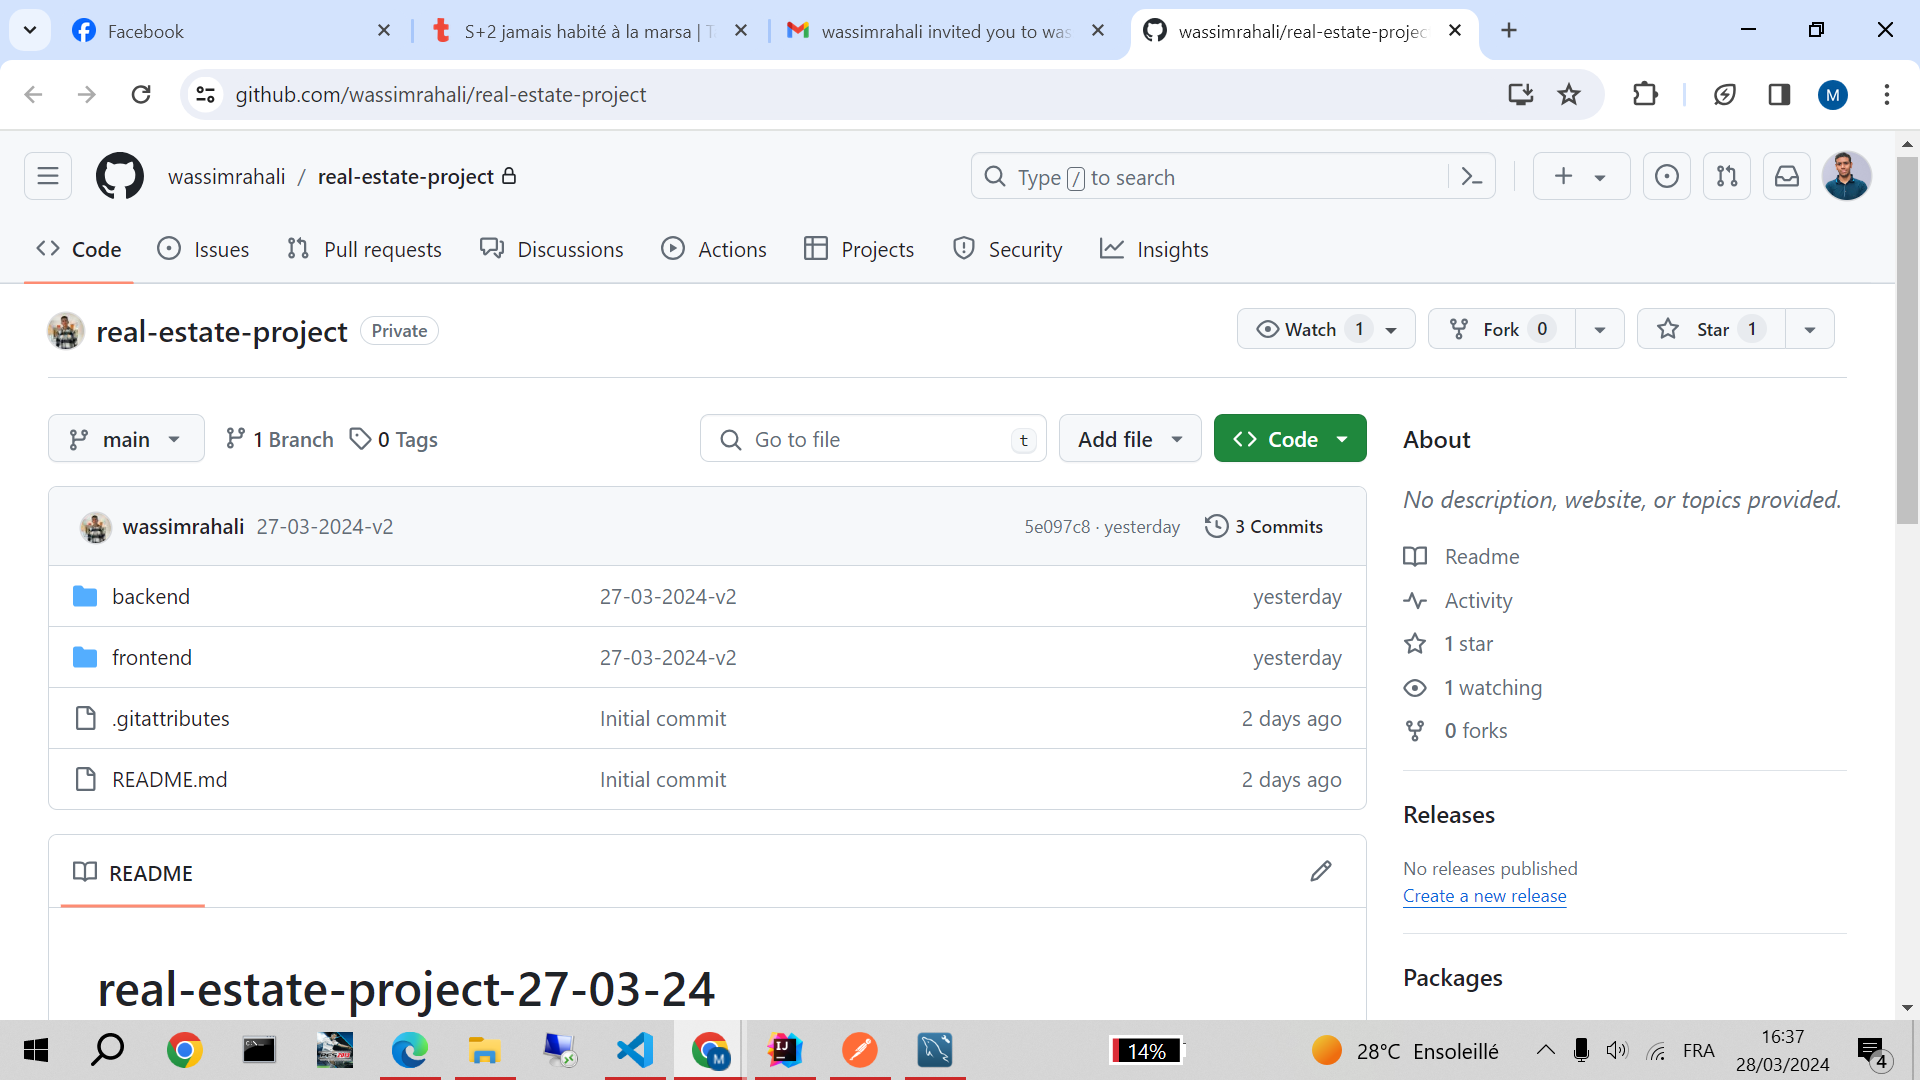 Facebook
S+2 jamais habité à la marsa | T
wassimrahali invited you to was
wassimrahali/real-estate-projec
github.com/wassimrahali/real-estate-project
M
wassimrahali / real-estate-project
Type / to search
Code
Issues
Pull requests
Discussions
Actions
Projects
Security
Insights
real-estate-project Private
Watch 1
Fork 0
Star 1
main
1 Branch
0 Tags
Go to file t
Add file
Code
About
No description, website, or topics provided.
wassimrahali 27-03-2024-v2 5e097c8 · yesterday 3 Commits
backend 27-03-2024-v2 yesterday
frontend 27-03-2024-v2 yesterday
.gitattributes Initial commit 2 days ago
README.md Initial commit 2 days ago
Readme
Activity
1 star
1 watching
0 forks
Releases
No releases published
Create a new release
Packages
README
real-estate-project-27-03-24
M
IJ
14%
28°C Ensoleillé
FRA
16:37
28/03/2024
4